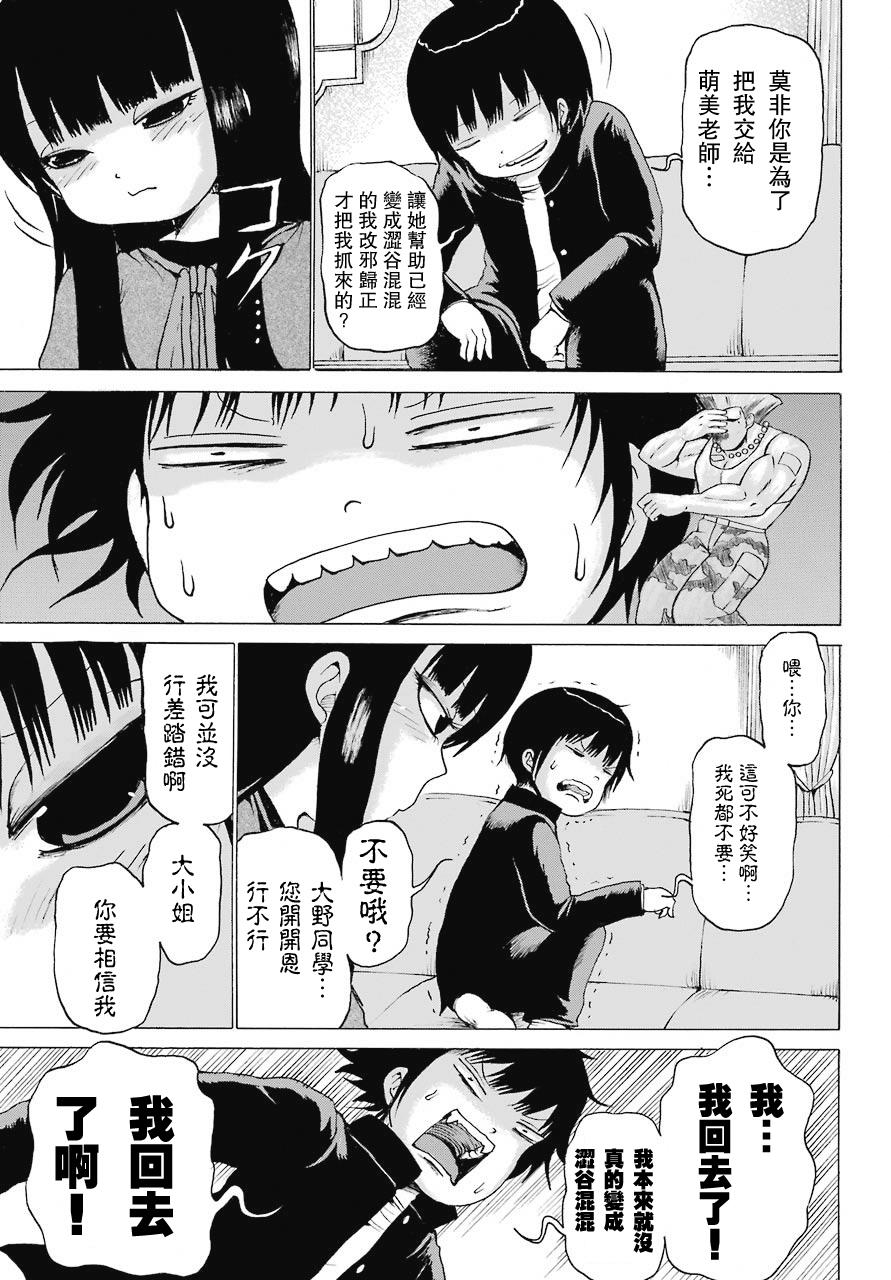 莫非你是為了
把我交給
萌美老師…
讓她幫助已經
變成澀谷混混
的我改邪歸正
才把我抓來的？
コクン…
喂…你…
這可不好笑啊…
我死都不要…
不要哦？
大野同學…
您開開恩
行不行
我可並沒
行差踏錯啊
大小姐
你要相信我
我…
我回去了！
我本來就沒
真的變成
澀谷混混
我回去
了啊！